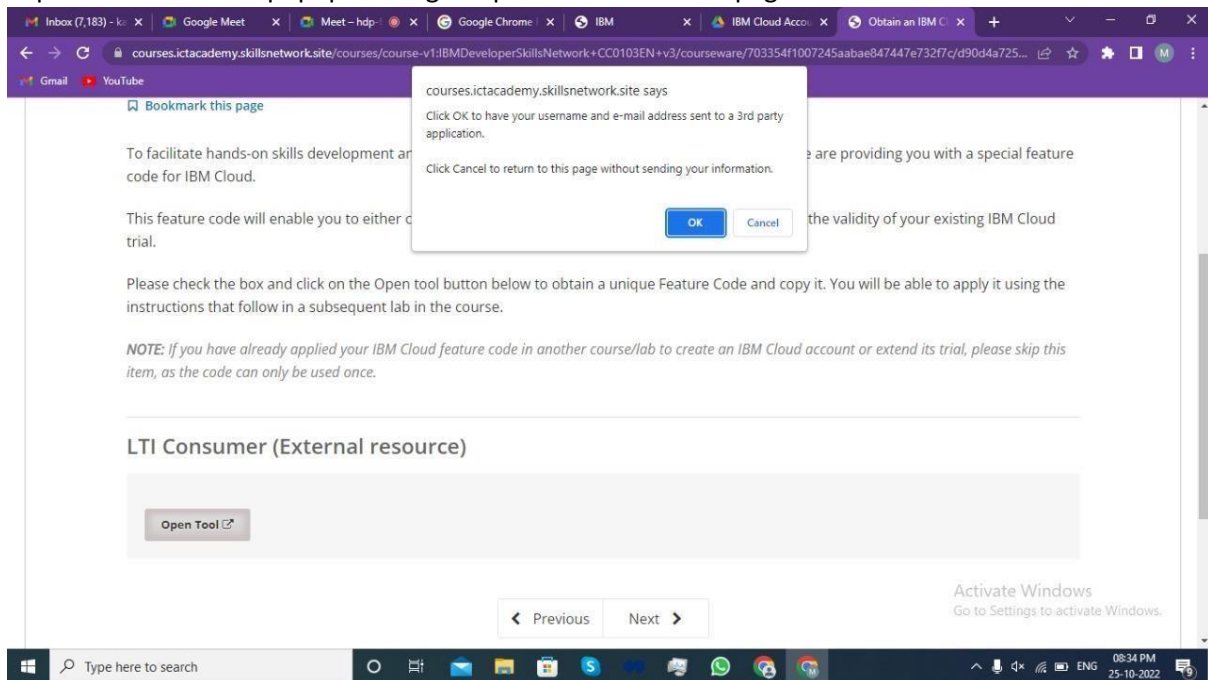 Inbox (7,183) - ka
Google Meet
Meet – hdp-
Google Chrome
IBM
IBM Cloud Accou
Obtain an IBM C
courses.ictacademy.skillsnetwork.site/courses/course-v1:IBMDeveloperSkillsNetwork+CC0103EN+v3/courseware/703354f1007245aabae847447e732f7c/d90d4a725...
M
Gmail
YouTube
courses.ictacademy.skillsnetwork.site says
Click OK to have your username and e-mail address sent to a 3rd party
application.
Click Cancel to return to this page without sending your information.
OK
Cancel
Bookmark this page
To facilitate hands-on skills development
are providing you with a special feature
code for IBM Cloud.
This feature code will enable you to either
the validity of your existing IBM Cloud
trial.
Please check the box and click on the Open tool button below to obtain a unique Feature Code and copy it. You will be able to apply it using the
instructions that follow in a subsequent lab in the course.
NOTE: If you have already applied your IBM Cloud feature code in another course/lab to create an IBM Cloud account or extend its trial, please skip this
item, as the code can only be used once.
LTI Consumer (External resource)
Open Tool
Previous
Next
Activate Windows
Go to Settings to activate Windows.
Type here to search
ENG
08:34 PM
25-10-2022